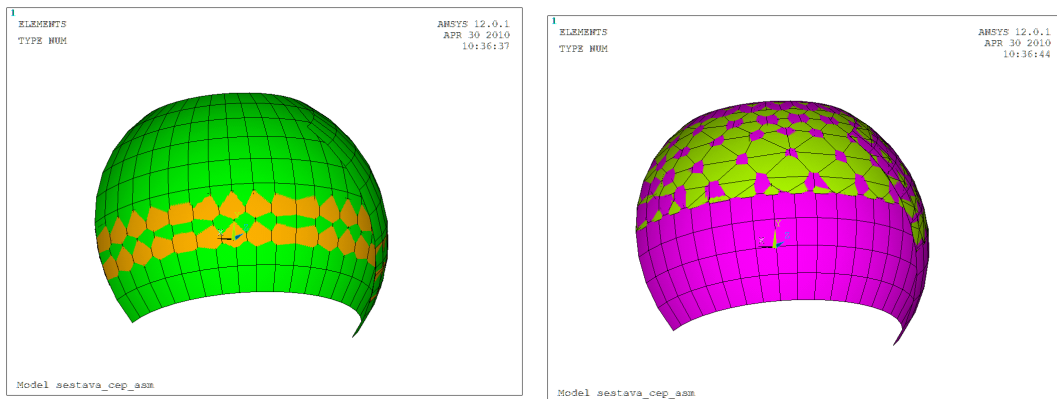 1
ELEMENTS
TYPE NUM
ANSYS 12.0.1
APR 30 2010
10:36:37
Model sestava_cep_asm
1
ELEMENTS
TYPE NUM
ANSYS 12.0.1
APR 30 2010
10:36:44
Y
X
Model sestava_cep_asm